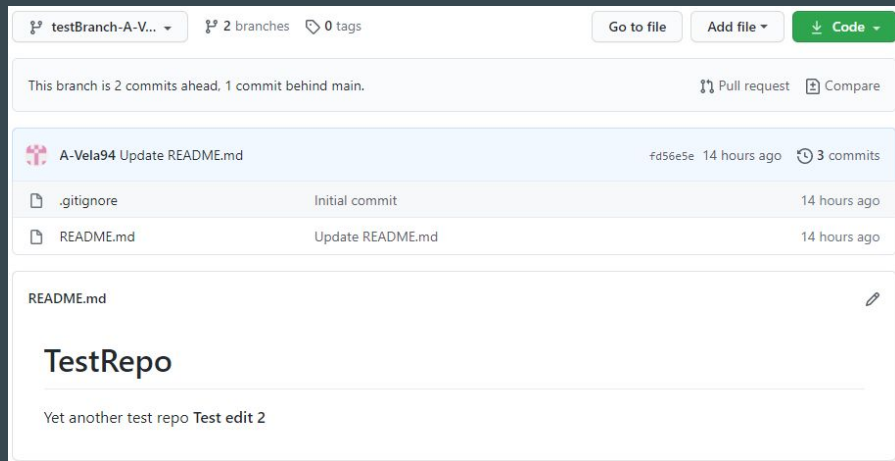 testBranch-A-V... 2 branches 0 tags Go to file Add file Code
This branch is 2 commits ahead, 1 commit behind main. Pull request Compare
A-Vela94 Update README.md fd56e5e 14 hours ago 3 commits
.gitignore Initial commit 14 hours ago
README.md Update README.md 14 hours ago
README.md
TestRepo
Yet another test repo Test edit 2